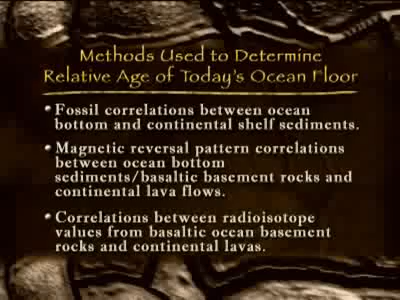 Methods Used to Determine
Relative Age of Today's Ocean Floor
• Fossil correlations between ocean
bottom and continental shelf sediments.
• Magnetic reversal pattern correlations
between ocean bottom
sediments/basaltic basement rocks and
continental lava flows.
• Correlations between radioisotope
values from basaltic ocean basement
rocks and continental lavas.